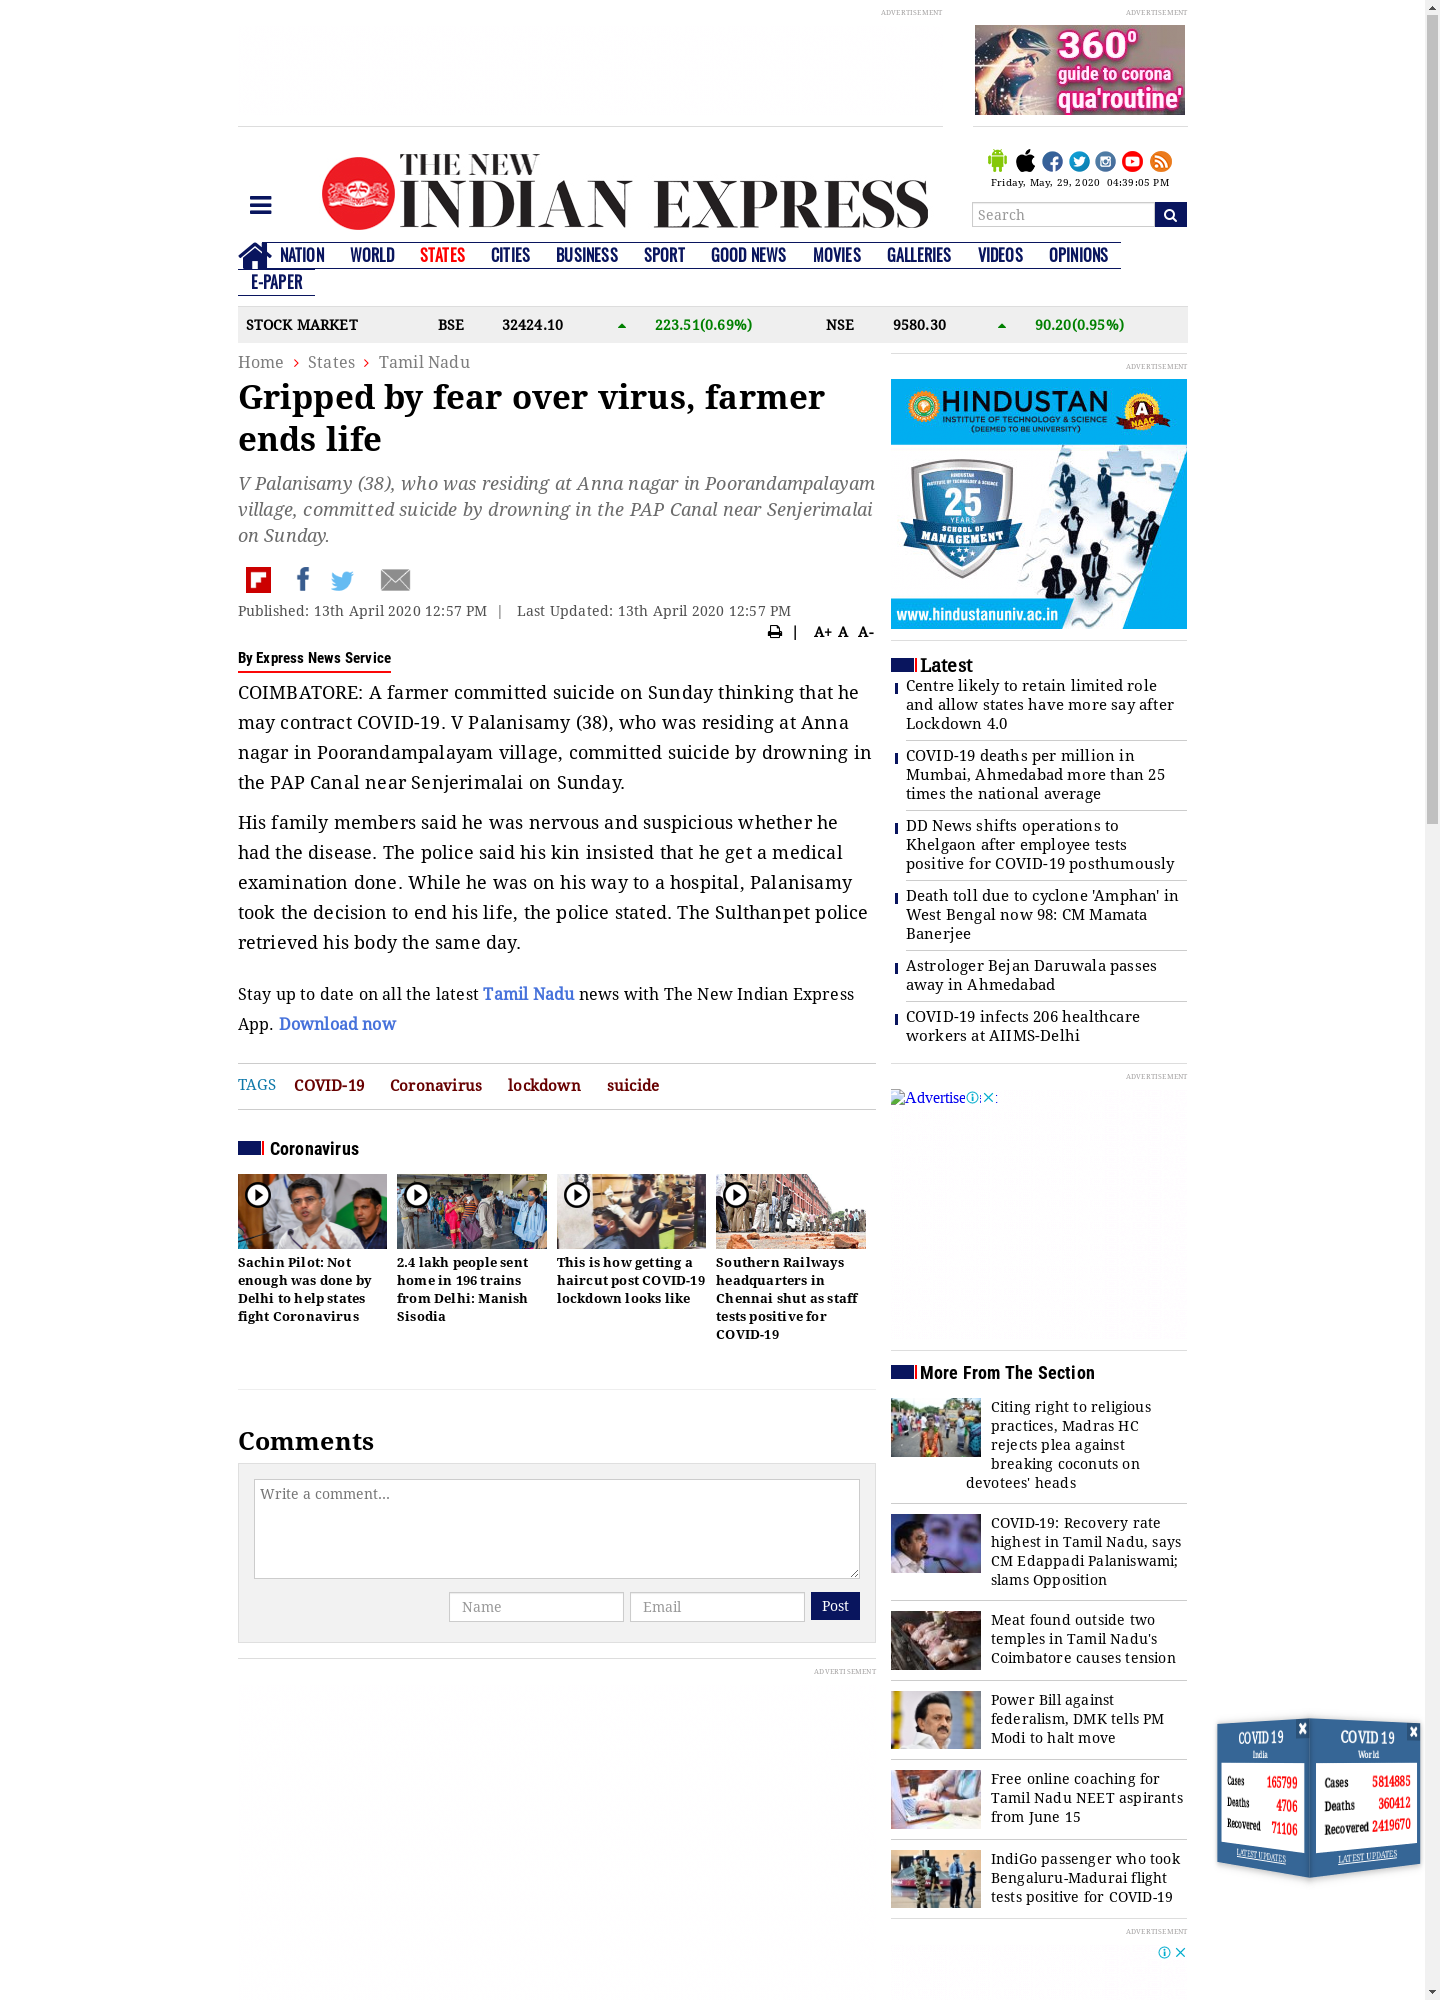 ADVERTISEMENT
ADVERTISEMENT
360°
guide to corona
qua'routine'
THE NEW
INDIAN EXPRESS
Friday, May, 29, 2020 04:39:05 PM
Search
NATION WORLD STATES CITIES BUSINESS SPORT GOOD NEWS MOVIES GALLERIES VIDEOS OPINIONS
E-PAPER
STOCK MARKET BSE 32424.10 223.51(0.69%) NSE 9580.30 90.20(0.95%)
Home > States > Tamil Nadu
Gripped by fear over virus, farmer
ends life
V Palanisamy (38), who was residing at Anna nagar in Poorandampalayam
village, committed suicide by drowning in the PAP Canal near Senjerimalai
on Sunday.
Published: 13th April 2020 12:57 PM | Last Updated: 13th April 2020 12:57 PM
| A+ A A-
By Express News Service
COIMBATORE: A farmer committed suicide on Sunday thinking that he
may contract COVID-19. V Palanisamy (38), who was residing at Anna
nagar in Poorandampalayam village, committed suicide by drowning in
the PAP Canal near Senjerimalai on Sunday.
His family members said he was nervous and suspicious whether he
had the disease. The police said his kin insisted that he get a medical
examination done. While he was on his way to a hospital, Palanisamy
took the decision to end his life, the police stated. The Sulthanpet police
retrieved his body the same day.
Stay up to date on all the latest Tamil Nadu news with The New Indian Express
App. Download now
TAGS COVID-19 Coronavirus lockdown suicide
Coronavirus
Sachin Pilot: Not
enough was done by
Delhi to help states
fight Coronavirus
2.4 lakh people sent
home in 196 trains
from Delhi: Manish
Sisodia
This is how getting a
haircut post COVID-19
lockdown looks like
Southern Railways
headquarters in
Chennai shut as staff
tests positive for
COVID-19
Comments
Write a comment...
Name
Email
Post
ADVERTISEMENT
ADVERTISEMENT
HINDUSTAN
INSTITUTE OF TECHNOLOGY & SCIENCE
(DEEMED TO BE UNIVERSITY)
NAAC
A
HINDUSTAN
INSTITUTE OF TECHNOLOGY & SCIENCE
25
YEARS
SCHOOL OF
MANAGEMENT
www.hindustanuniv.ac.in
Latest
Centre likely to retain limited role
and allow states have more say after
Lockdown 4.0
COVID-19 deaths per million in
Mumbai, Ahmedabad more than 25
times the national average
DD News shifts operations to
Khelgaon after employee tests
positive for COVID-19 posthumously
Death toll due to cyclone 'Amphan' in
West Bengal now 98: CM Mamata
Banerjee
Astrologer Bejan Daruwala passes
away in Ahmedabad
COVID-19 infects 206 healthcare
workers at AIIMS-Delhi
ADVERTISEMENT
Advertise
More From The Section
Citing right to religious
practices, Madras HC
rejects plea against
breaking coconuts on
devotees' heads
COVID-19: Recovery rate
highest in Tamil Nadu, says
CM Edappadi Palaniswami;
slams Opposition
Meat found outside two
temples in Tamil Nadu's
Coimbatore causes tension
Power Bill against
federalism, DMK tells PM
Modi to halt move
Free online coaching for
Tamil Nadu NEET aspirants
from June 15
IndiGo passenger who took
Bengaluru-Madurai flight
tests positive for COVID-19
ADVERTISEMENT
COVID 19
India
Cases 165799
Deaths 4706
Recovered 71106
LATEST UPDATES
COVID 19
World
Cases 5814885
Deaths 360412
Recovered 2419670
LATEST UPDATES